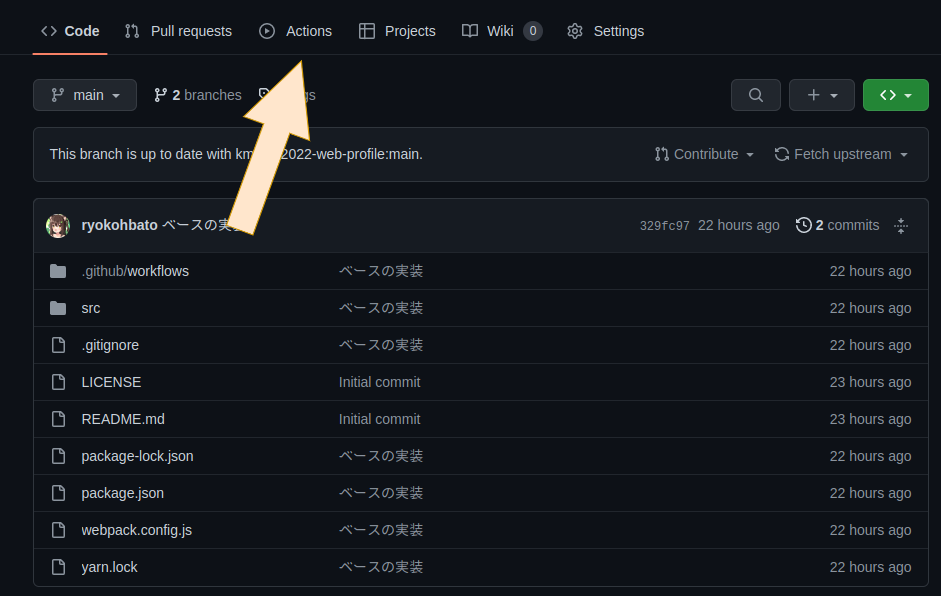 Code Pull requests Actions Projects Wiki 0 Settings
main 2 branches
This branch is up to date with 2022-web-profile:main. Contribute Fetch upstream
ryokohbato ベースの実 329fc97 22 hours ago 2 commits
.github/workflows ベースの実装 22 hours ago
src ベースの実装 22 hours ago
.gitignore ベースの実装 22 hours ago
LICENSE Initial commit 23 hours ago
README.md Initial commit 23 hours ago
package-lock.json ベースの実装 22 hours ago
package.json ベースの実装 22 hours ago
webpack.config.js ベースの実装 22 hours ago
yarn.lock ベースの実装 22 hours ago